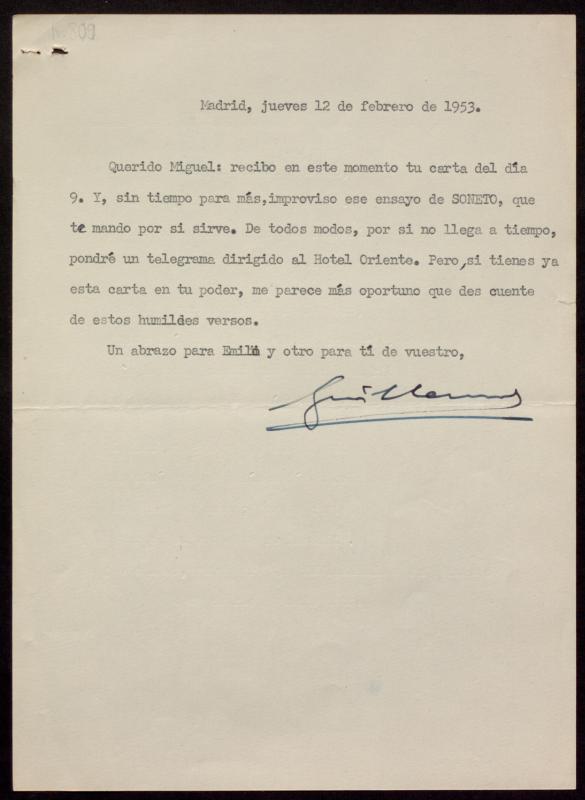 N.º 809
Madrid, jueves 12 de febrero de 1953.
Querido Miguel: recibo en este momento tu carta del día
9. Y, sin tiempo para más, improviso ese ensayo de SONETO, que
te mando por si sirve. De todos modos, por si no llega a tiempo,
pondré un telegrama dirigido al Hotel Oriente. Pero, si tienes ya
esta carta en tu poder, me parece más oportuno que des cuente
de estos humildes versos.
Un abrazo para y otro para tí de vuestro,
Guillermo